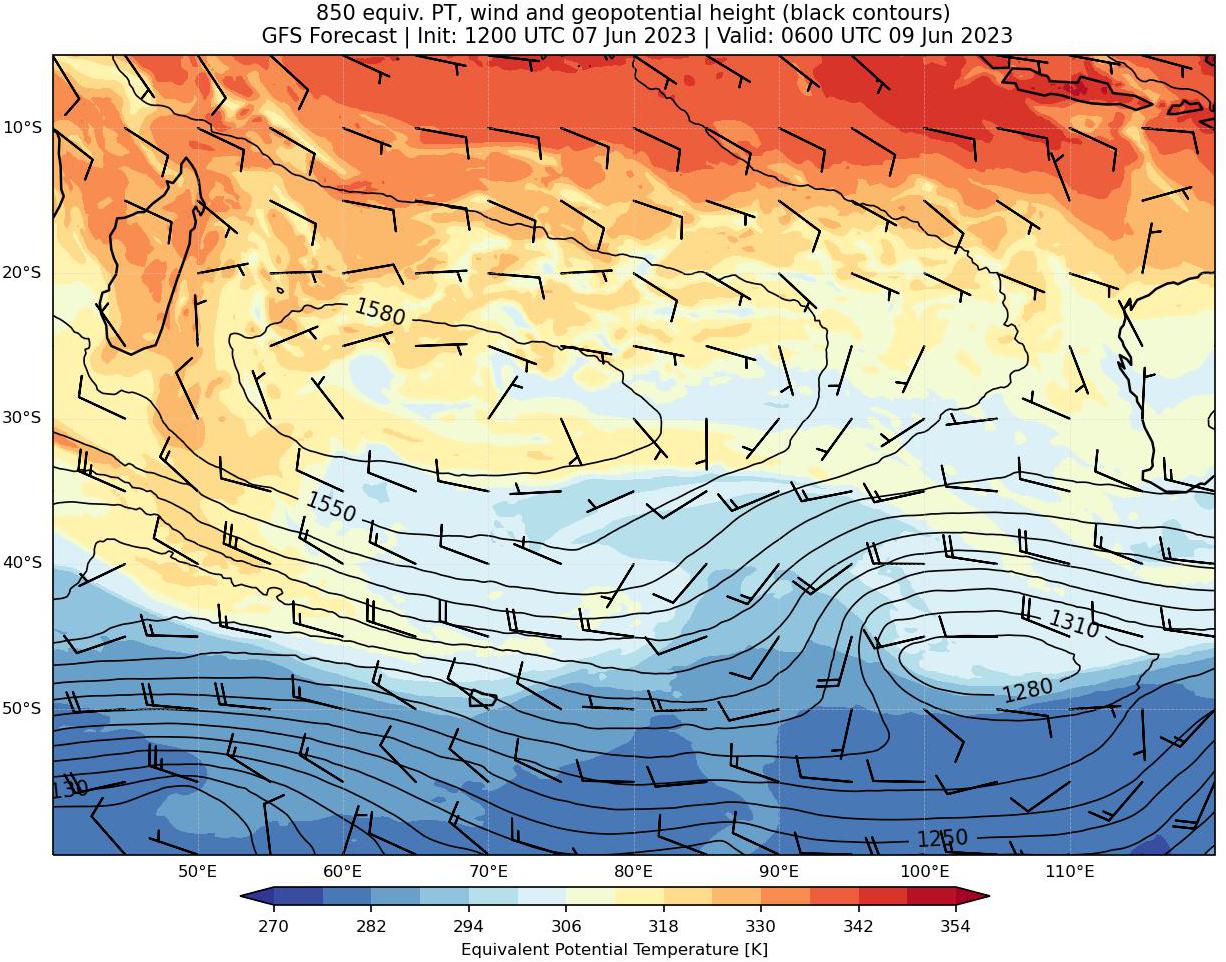 850 equiv. PT, wind and geopotential height (black contours)
GFS Forecast | Init: 1200 UTC 07 Jun 2023 | Valid: 0600 UTC 09 Jun 2023
10°S
20°S
1580
30°S
1550
40°S
1310
1280
50°S
130
1250
50°E 60°E 70°E 80°E 90°E 100°E 110°E
270 282 294 306 318 330 342 354
Equivalent Potential Temperature [K]